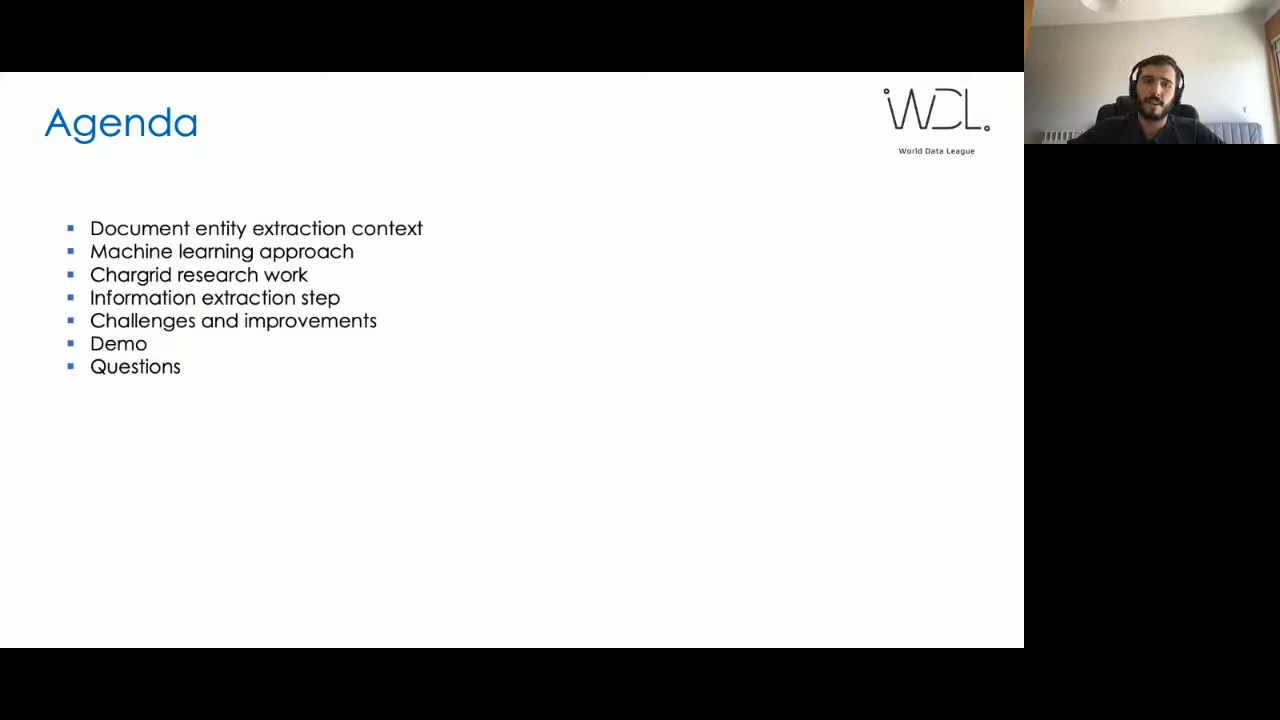 Agenda
WDL.
World Data League
Document entity extraction context
Machine learning approach
Chargrid research work
Information extraction step
Challenges and improvements
Demo
Questions